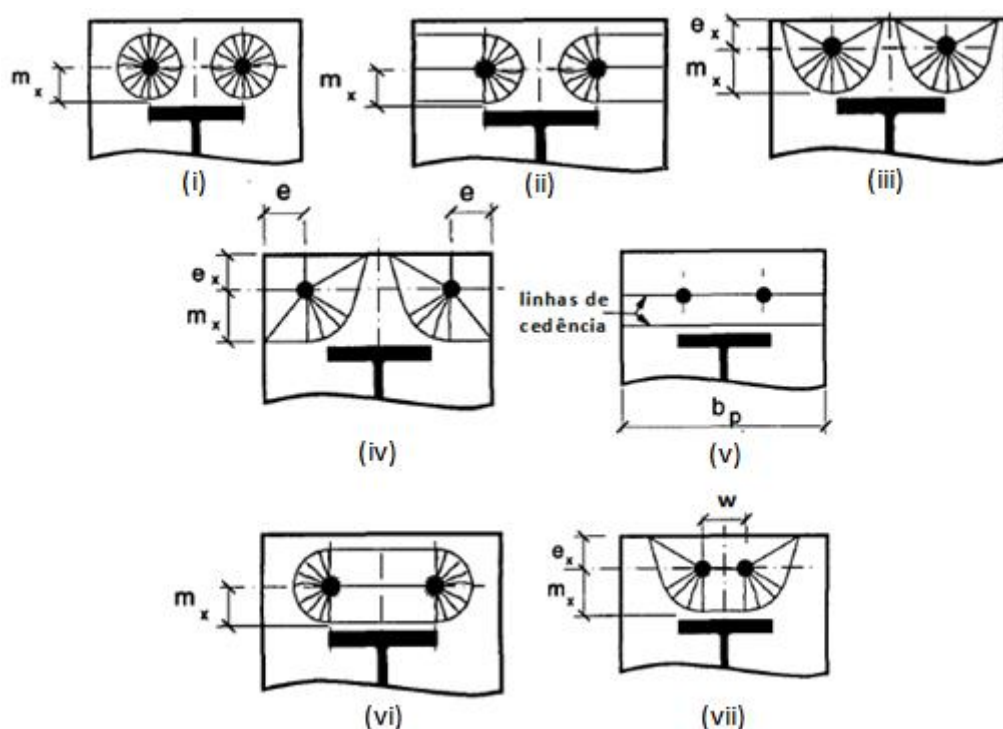 m x
(i)
m x
(ii)
e x
m x
(iii)
e e
e x
m x
(iv)
linhas de
cedência
b p
(v)
m x
(vi)
w
e x
m x
(vii)